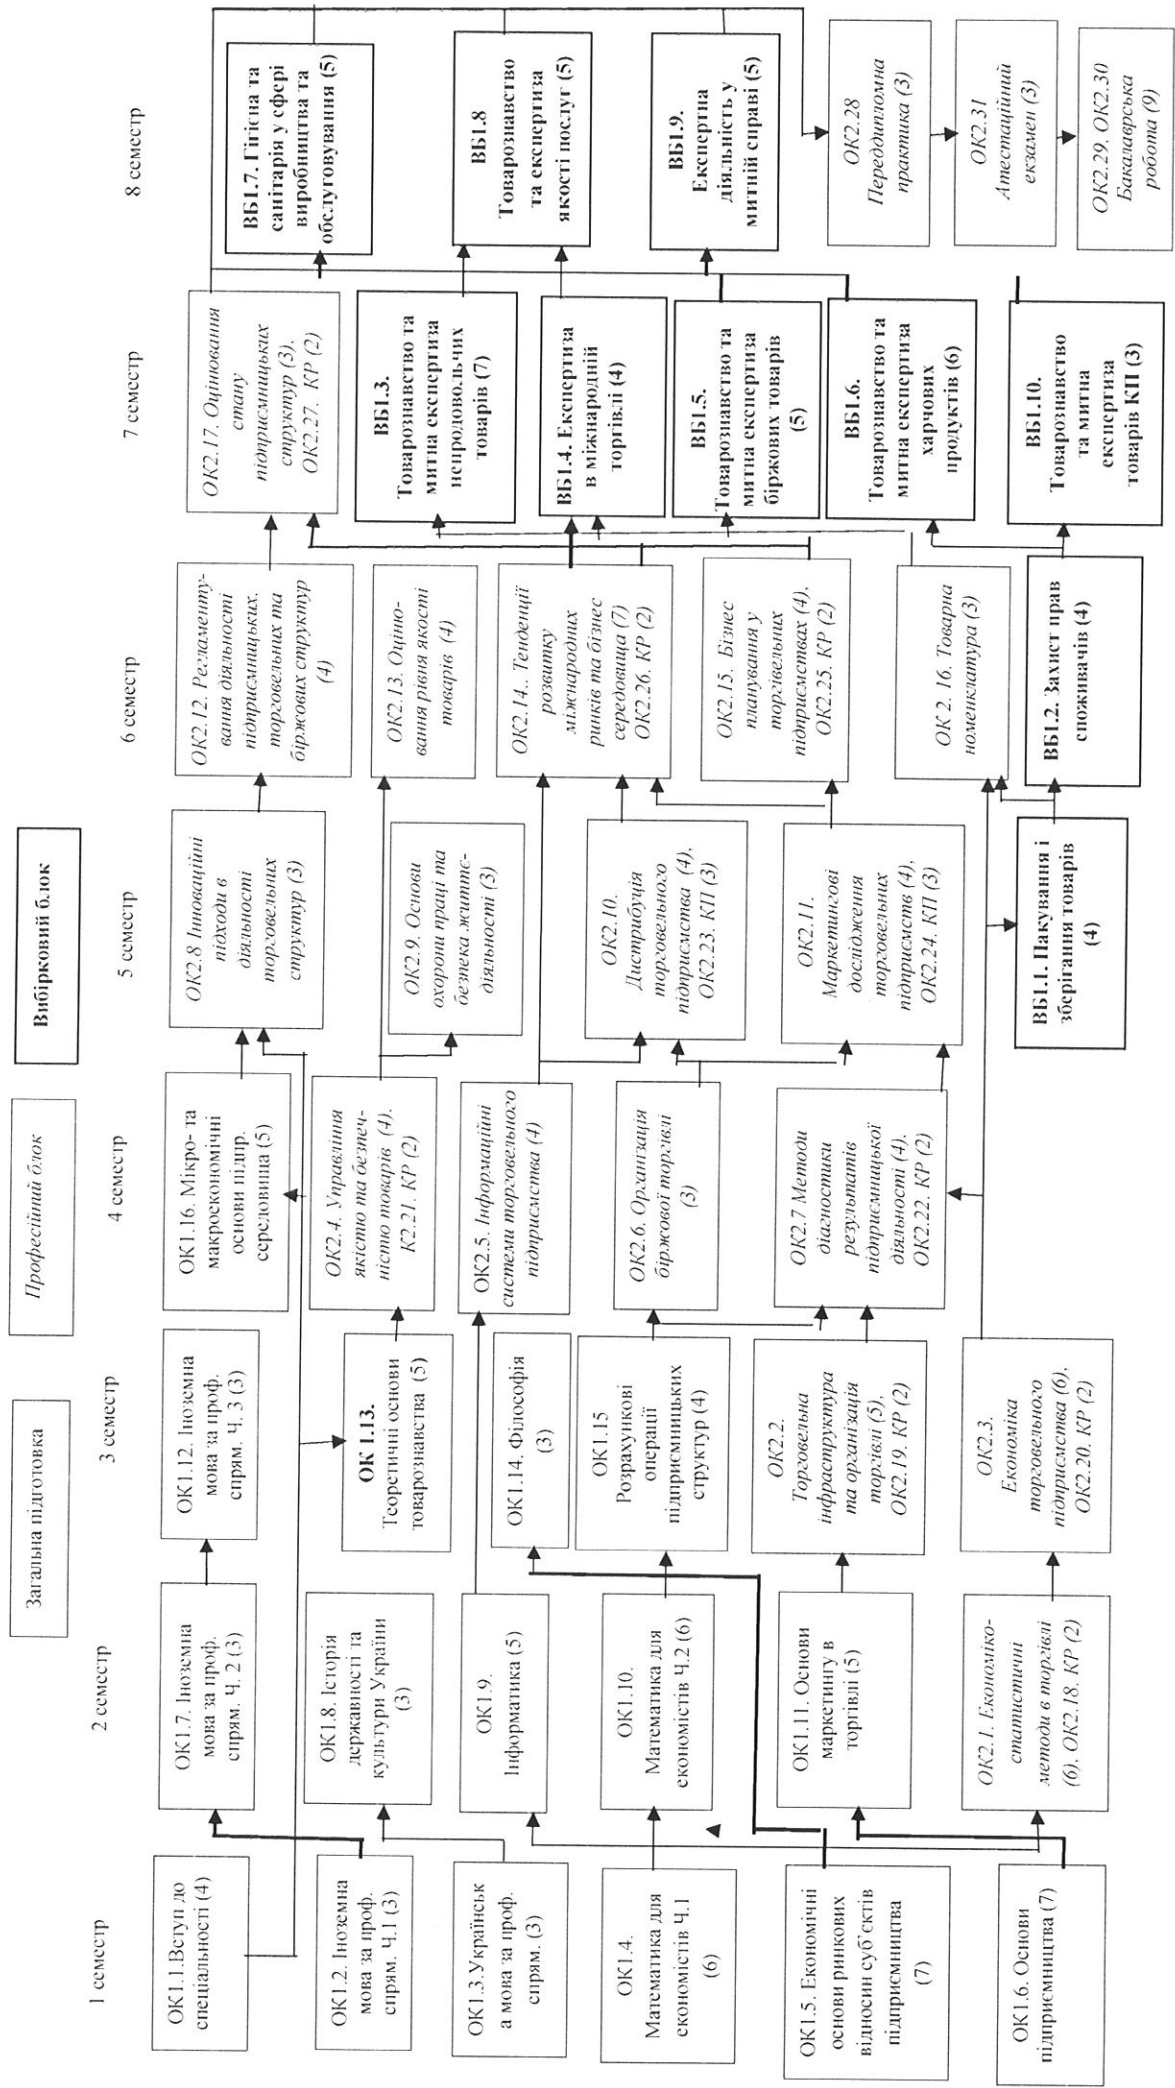 Загальна підготовка
Професійний блок
Вибірковий блок
1 семестр
2 семестр
3 семестр
4 семестр
5 семестр
6 семестр
7 семестр
8 семестр
ОК1.1.Вступ до
спеціальності (4)
ОК1.2. Іноземна
мова за проф.
спрям. Ч.1 (3)
ОК1.3.Українськ
а мова за проф.
спрям. (3)
ОК1.4.
Математика для
економістів Ч.1
(6)
ОК1.5. Економічні
основи ринкових
відносин суб'єктів
підприємництва
(7)
ОК1.6. Основи
підприємництва (7)
ОК1.7. Іноземна
мова за проф.
спрям. Ч. 2 (3)
ОК1.8. Історія
державності та
культури України
(3)
ОК1.9.
Інформатика (5)
ОК1.10.
Математика для
економістів Ч.2 (6)
ОК1.11. Основи
маркетингу в
торгівлі (5)
ОК2.1. Економіко-
статистичні
методи в торгівлі
(6), ОК2.18. КР (2)
ОК1.12. Іноземна
мова за проф.
спрям. Ч. 3 (3)
ОК 1.13.
Теоретичні основи
товарознавства (5)
ОК1.14. Філософія
(3)
ОК1.15
Розрахункові
операції
підприємницьких
структур (4)
ОК2.2.
Торговельна
інфраструктура
та організація
торгівлі (5),
ОК2.19. КР (2)
ОК2.3.
Економіка
торговельного
підприємства (6),
ОК2.20. КР (2)
ОК1.16. Мікро- та
макроекономічні
основи підпр.
середовища (5)
ОК2.4. Управління
якістю та безпеч-
ністю товарів (4),
К2.21. КР (2)
ОК2.5. Інформаційні
системи торговельного
підприємства (4)
ОК2.6. Організація
біржової торгівлі
(3)
ОК2.7 Методи
діагностики
результатів
підприємницької
діяльності (4),
ОК2.22. КР (2)
ОК2.8 Інноваційні
підходи в
діяльності
торговельних
структур (3)
ОК2.9. Основи
охорони праці та
безпека життє-
діяльності (3)
ОК2.10.
Дистрибуція
торговельного
підприємства (4),
ОК2.23. КП (3)
ОК2.11.
Маркетингові
дослідження
торговельних
підприємств (4),
ОК2.24. КП (3)
ВБ1.1. Пакування і
зберігання товарів
(4)
ОК2.12. Регламенту-
вання діяльності
підприємницьких,
торговельних та
біржових структур
(4)
ОК2.13. Оціню-
вання рівня якості
товарів (4)
ОК2.14.. Тенденції
розвитку
міжнародних
ринків та бізнес
середовища (7)
ОК2.26. КР (2)
ОК2.15. Бізнес
планування у
торгівельних
підприємствах (4),
ОК2.25. КР (2)
ОК 2.16. Товарна
номенклатура (3)
ВБ1.2. Захист прав
споживачів (4)
ОК2.17. Оцінювання
стану
підприємницьких
структур (3),
ОК2.27. КР (2)
ВБ1.3.
Товарознавство та
митна експертиза
непродовольчих
товарів (7)
ВБ1.4. Експертиза
в міжнародній
торгівлі (4)
ВБ1.5.
Товарознавство та
митна експертиза
біржових товарів
(5)
ВБ1.6.
Товарознавство та
митна експертиза
харчових
продуктів (6)
ВБ1.10.
Товарознавство
та митна
експертиза
товарів КП (3)
ВБ1.7. Гігієна та
санітарія у сфері
виробництва та
обслуговування (5)
ВБ1.8
Товарознавство
та експертиза
якості послуг (5)
ВБ1.9.
Експертна
діяльність у
митній справі (5)
ОК2.28
Переддипломна
практика (3)
ОК2.31
Атестаційний
екзамен (3)
ОК2.29, ОК2.30
Бакалаврська
робота (9)